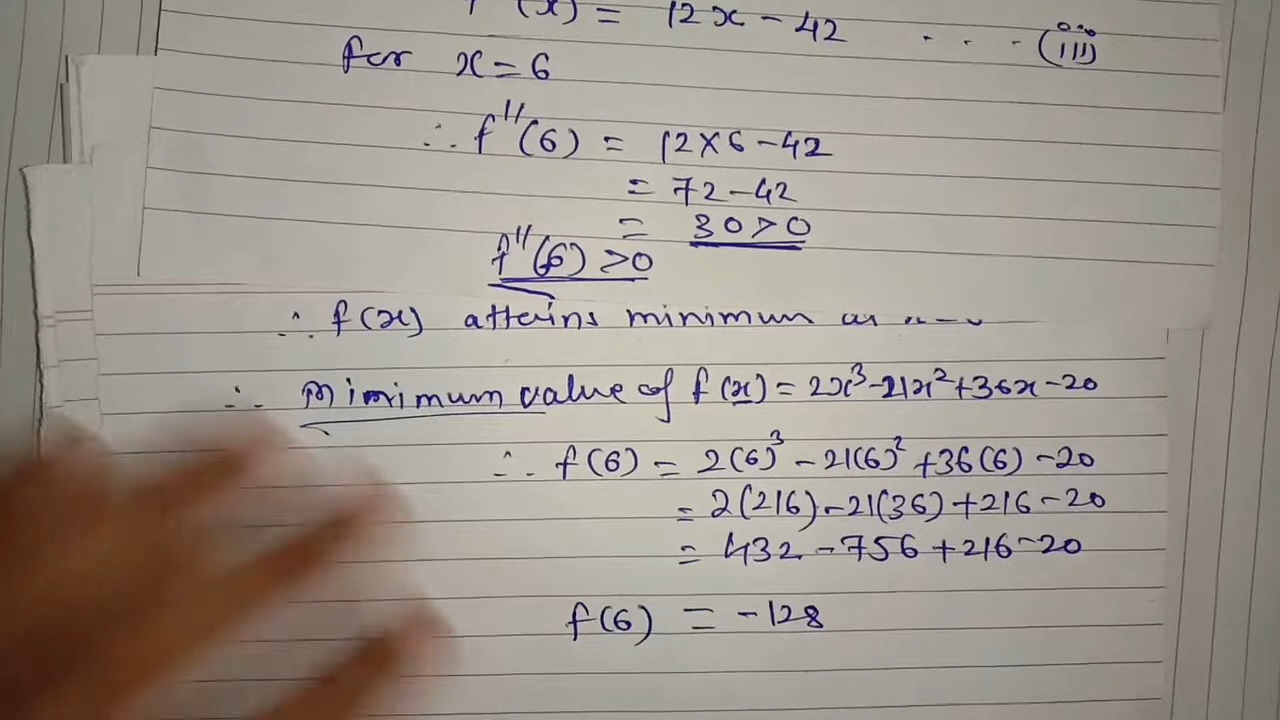 (x) = 12x - 42 . . . (iii)
for x = 6
∴ f''(6) = 12×6 - 42
= 72 - 42
= 30 > 0
f''(6) > 0
∴ f(x) attains minimum
∴ Minimum value of f(x) = 2x³ - 21x² + 36x - 20
∴ f(6) = 2(6)³ - 21(6)² + 36(6) - 20
= 2(216) - 21(36) + 216 - 20
= 432 - 756 + 216 - 20
f(6) = -128